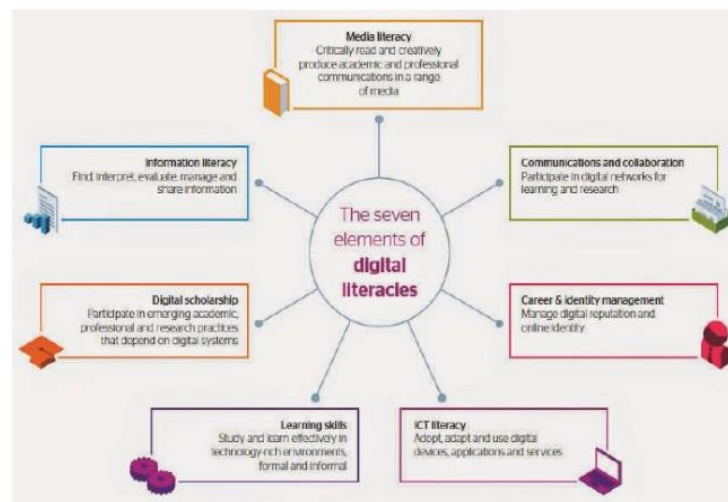 Media literacy
Critically read and creatively
produce academic and professional
communications in a range
of media
Information literacy
Find, interpret, evaluate, manage and
share information
Communications and collaboration
Participate in digital networks for
learning and research
The seven
elements of
digital
literacies
Digital scholarship
Participate in emerging academic,
professional and research practices
that depend on digital systems
Career & identity management
Manage digital reputation and
online identity
Learning skills
Study and learn effectively in
technology-rich environments,
formal and informal
ICT literacy
Adopt, adapt and use digital
devices, applications and services